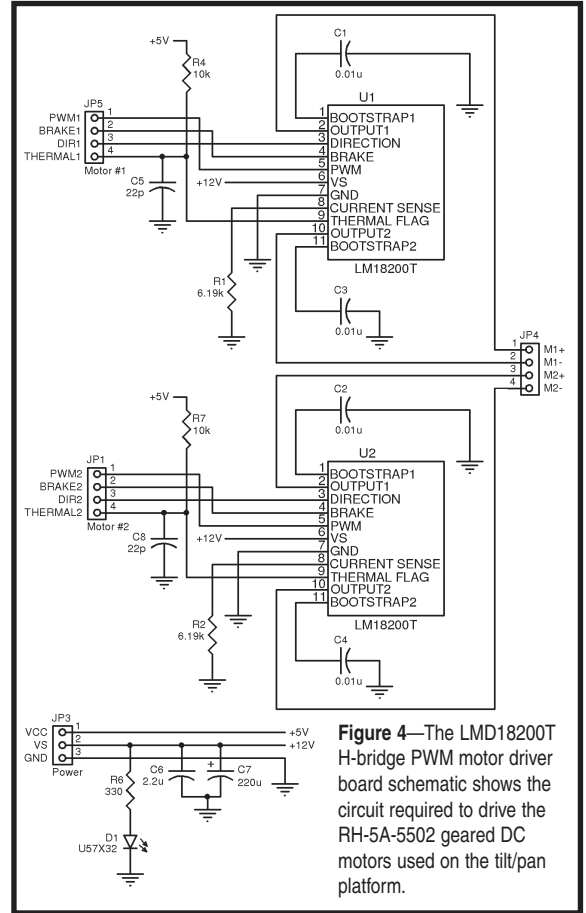 +5V
R4
10k
C1
0.01u
JP5
PWM1 1
BRAKE1 2
DIR1 3
THERMAL1 4
Motor #1
C5
22p
+12V
U1
1 BOOTSTRAP1
2 OUTPUT1
3 DIRECTION
4 BRAKE
5 PWM
6 VS
7 GND
8 CURRENT SENSE
9 THERMAL FLAG
10 OUTPUT2
11 BOOTSTRAP2
LM18200T
R1
6.19k
C3
0.01u
JP4
1 M1+
2 M1-
3 M2+
4 M2-
+5V
R7
10k
C2
0.01u
JP1
PWM2 1
BRAKE2 2
DIR2 3
THERMAL2 4
Motor #2
C8
22p
+12V
U2
1 BOOTSTRAP1
2 OUTPUT1
3 DIRECTION
4 BRAKE
5 PWM
6 VS
7 GND
8 CURRENT SENSE
9 THERMAL FLAG
10 OUTPUT2
11 BOOTSTRAP2
LM18200T
R2
6.19k
C4
0.01u
JP3
VCC 1 +5V
VS 2 +12V
GND 3
Power
R6
330
C6
2.2u
+ C7
220u
D1
U57X32
Figure 4—The LMD18200T
H-bridge PWM motor driver
board schematic shows the
circuit required to drive the
RH-5A-5502 geared DC
motors used on the tilt/pan
platform.